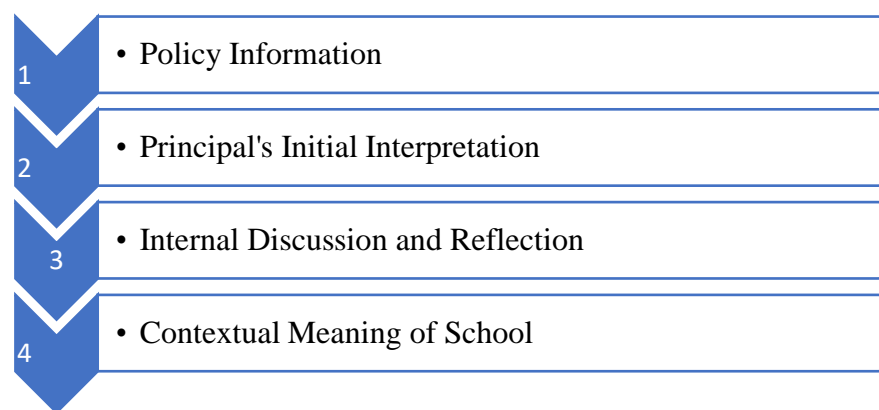 1
• Policy Information
2
• Principal's Initial Interpretation
3
• Internal Discussion and Reflection
4
• Contextual Meaning of School